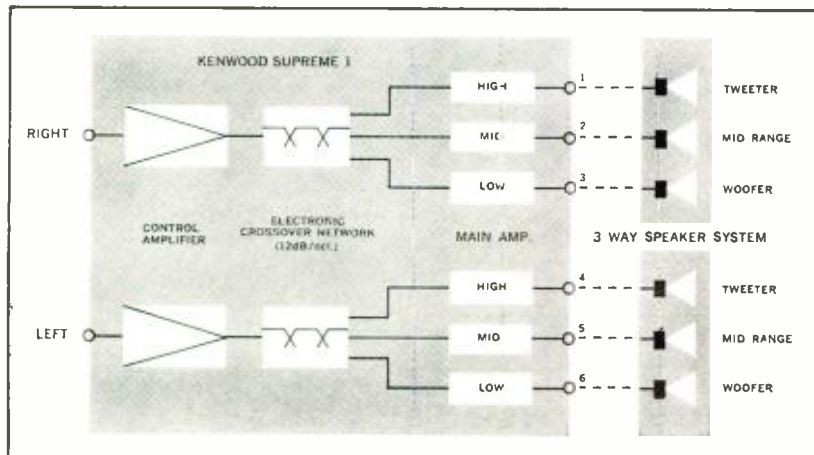 KENWOOD SUPREME 1
RIGHT
HIGH
1
TWEETER
MID
2
MID RANGE
LOW
3
WOOFER
CONTROL
AMPLIFIER
ELECTRONIC
CROSSOVER NETWORK
(12dB/oct.)
MAIN AMP.
3 WAY SPEAKER SYSTEM
LEFT
HIGH
4
TWEETER
MID
5
MID RANGE
LOW
6
WOOFER